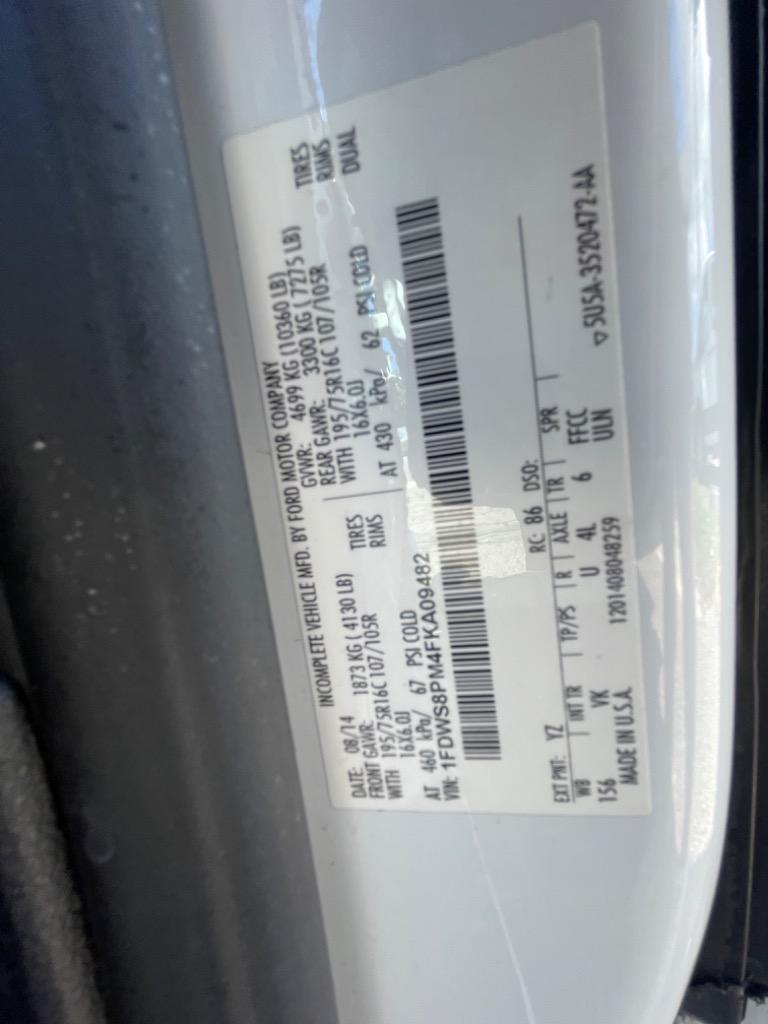 INCOMPLETE VEHICLE MFD. BY FORD MOTOR COMPANY
DATE: 08/14 GVWR: 4699 KG (10360 LB)
FRONT GAWR: 1873 KG (4130 LB) REAR GAWR: 3300 KG (7275 LB)
WITH 195/75R16C 107/105R TIRES WITH 195/75R16C 107/105R TIRES
16X6.0J RIMS 16X6.0J RIMS
AT 460 kPa/ 67 PSI COLD AT 430 kPa/ 62 PSI COLD DUAL
VIN: 1FDWS8PM4FKA09482
EXT PNT: YZ RC: 86 DSO:
WB INT TR TP/PS R AXLE TR SPR
156 VK U 4L 6 FFCC
MADE IN U.S.A. 1201408048259 ULN
▽ 5U5A-3520472-AA